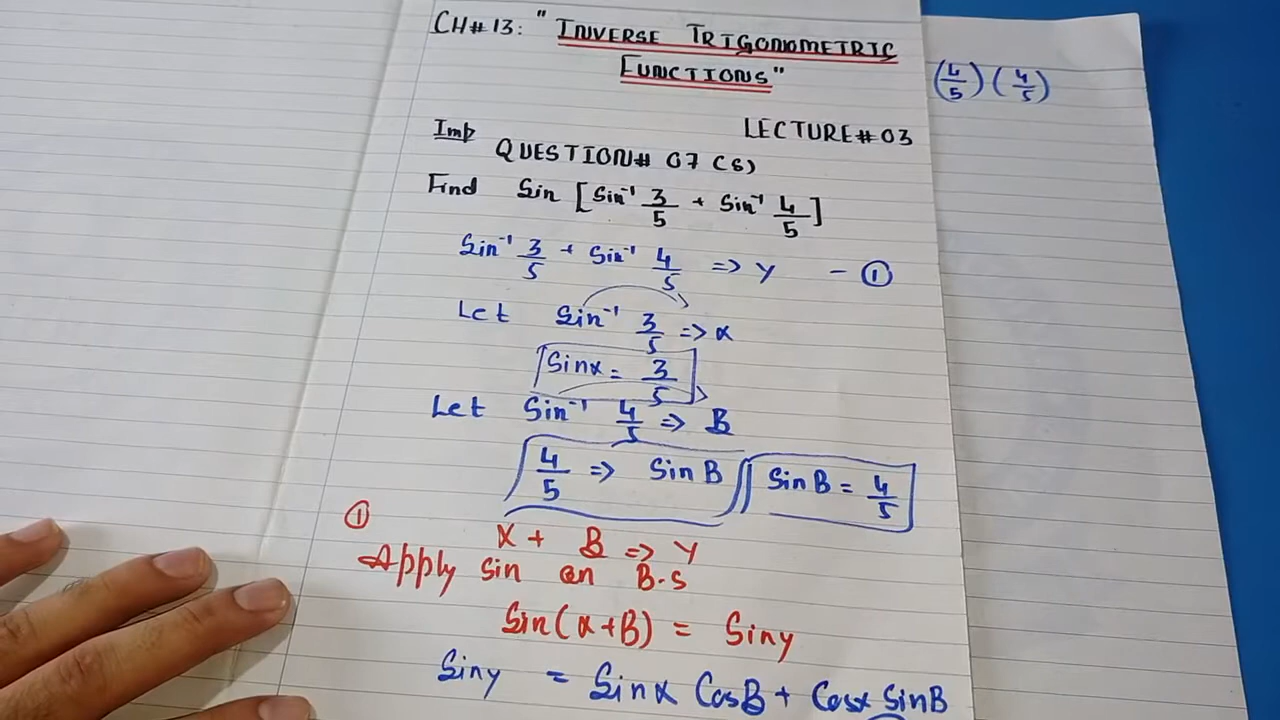 CH# 13: "INVERSE TRIGONOMETRIC
FUNCTIONS"
LECTURE#03
Imp
QUESTION# 07 (6)
Find Sin [Sin⁻¹ 3/5 + Sin⁻¹ 4/5]
Sin⁻¹ 3/5 + Sin⁻¹ 4/5 => y - ①
Let Sin⁻¹ 3/5 => α
Sinα = 3/5
Let Sin⁻¹ 4/5 => B
4/5 => Sin B Sin B = 4/5
①
α + B => y
Apply sin on B.s
Sin(α+B) = Siny
Siny = Sinα CosB + Cosα SinB
(4/5)(4/5)